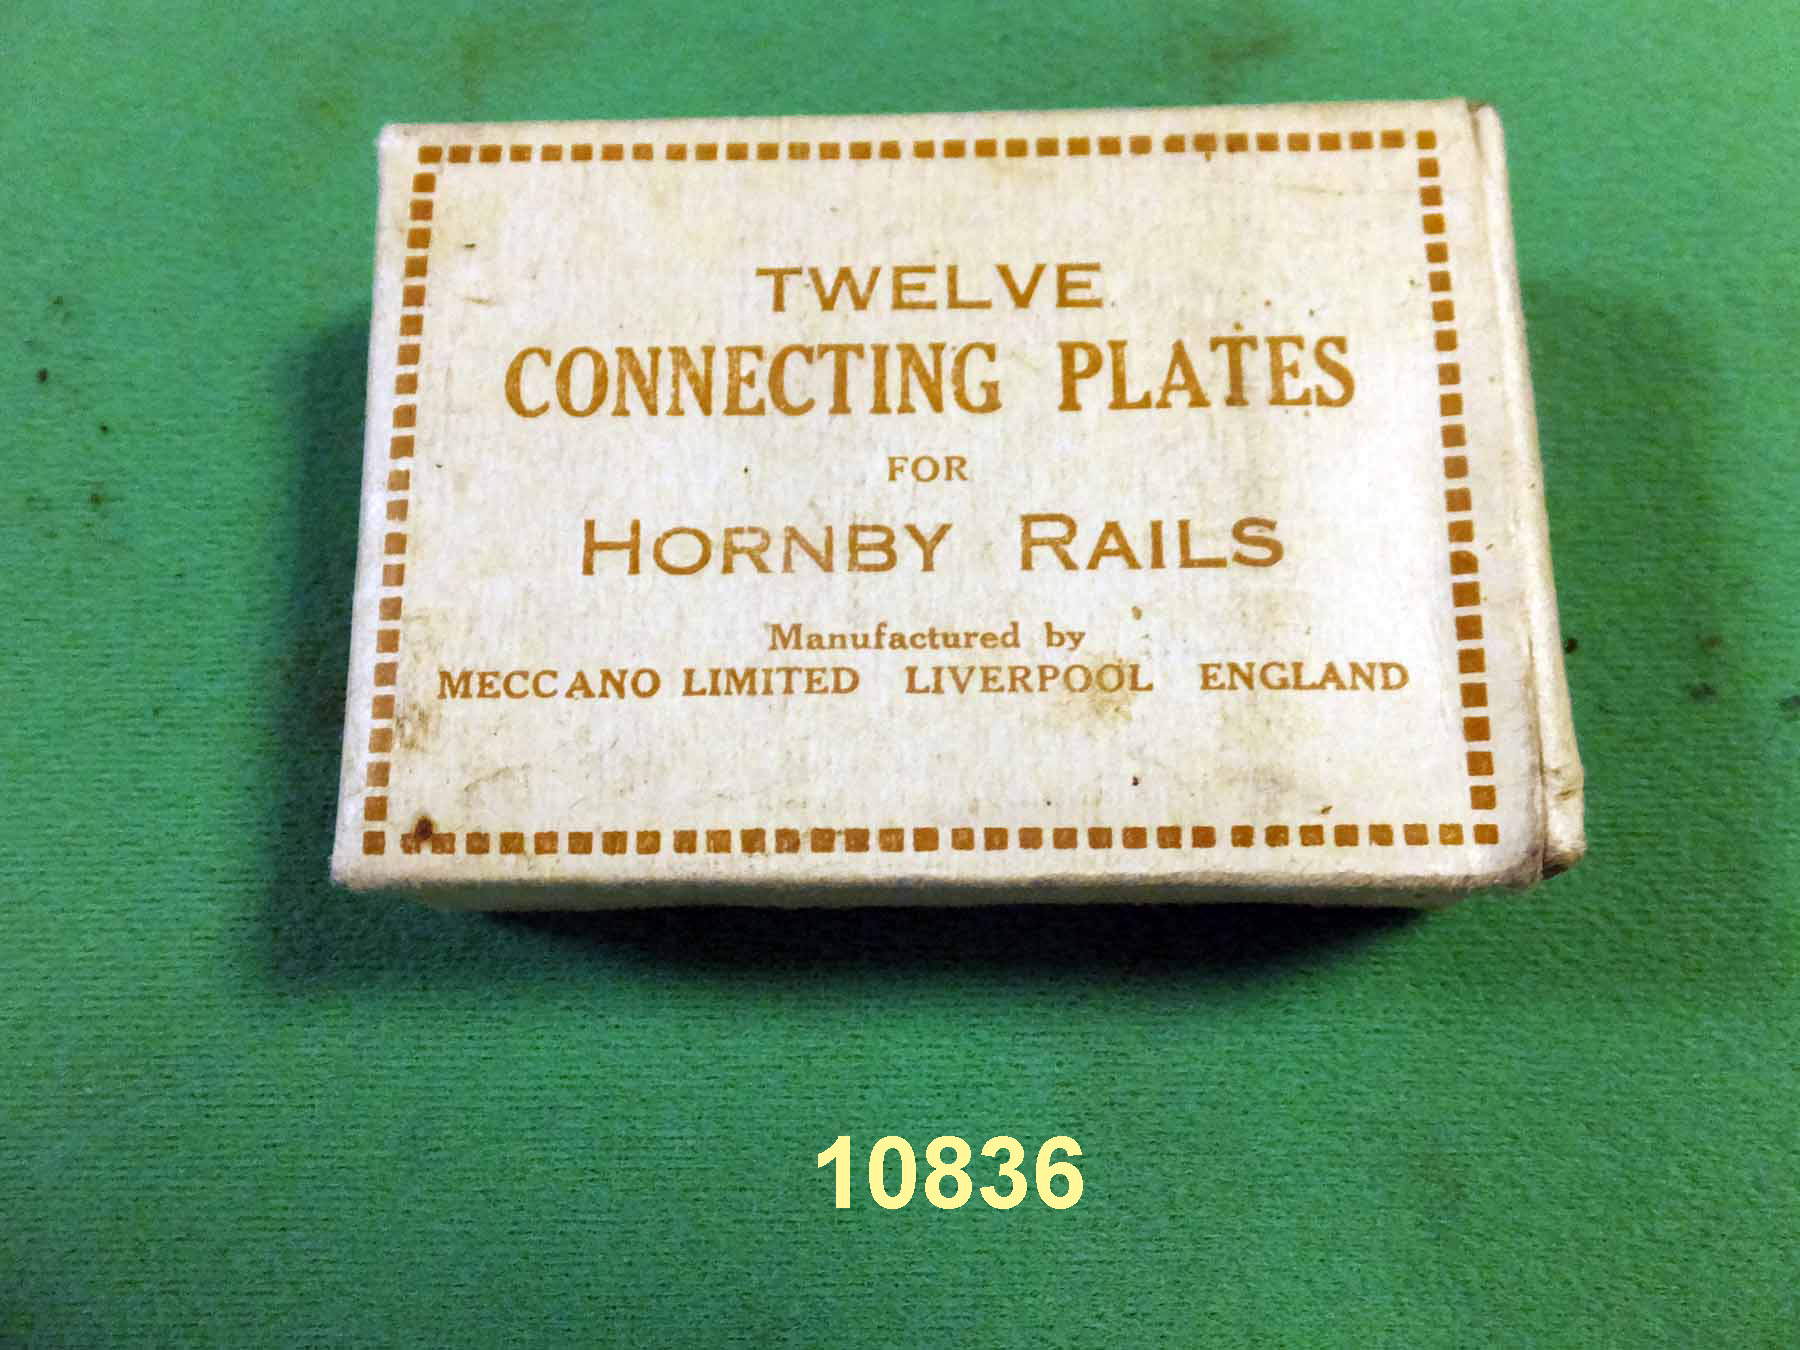 TWELVE
CONNECTING PLATES
FOR
HORNBY RAILS
Manufactured by
MECCANO LIMITED LIVERPOOL ENGLAND
10836